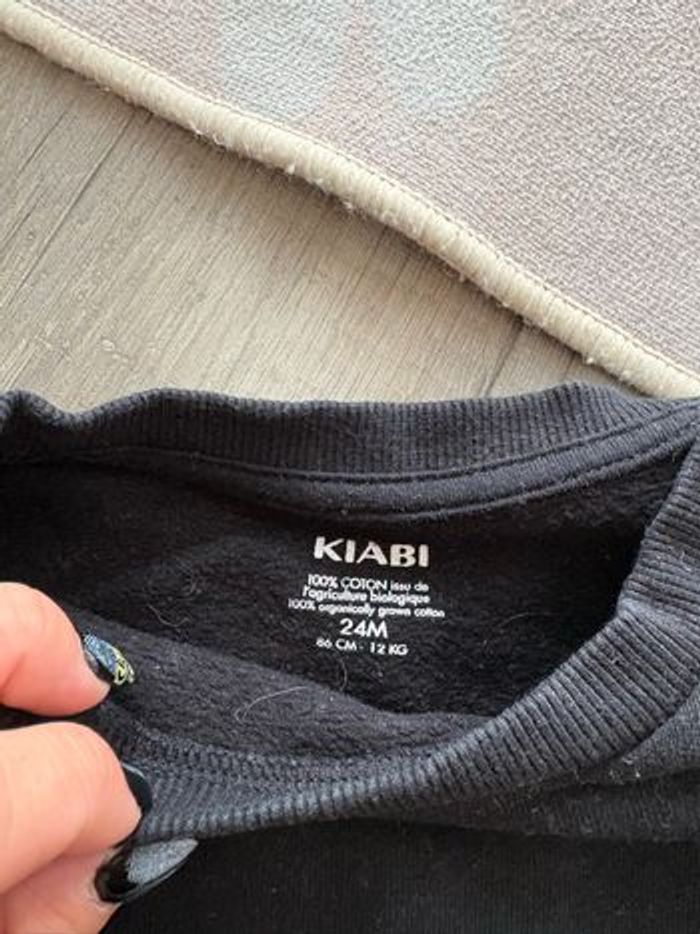 KIABI
100% COTON issu de
l'agriculture biologique
100% organically grown cotton
24M
86 CM - 12 KG